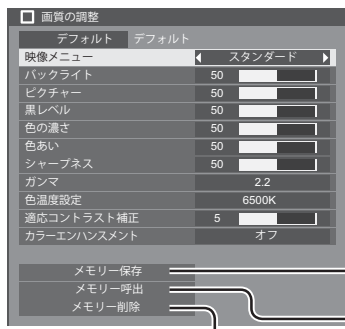 画質の調整
デフォルト デフォルト
映像メニュー スタンダード
バックライト 50
ピクチャー 50
黒レベル 50
色の濃さ 50
色あい 50
シャープネス 50
ガンマ 2.2
色温度設定 6500K
適応コントラスト補正 5
カラーエンハンスメント オフ
メモリー保存
メモリー呼出
メモリー削除